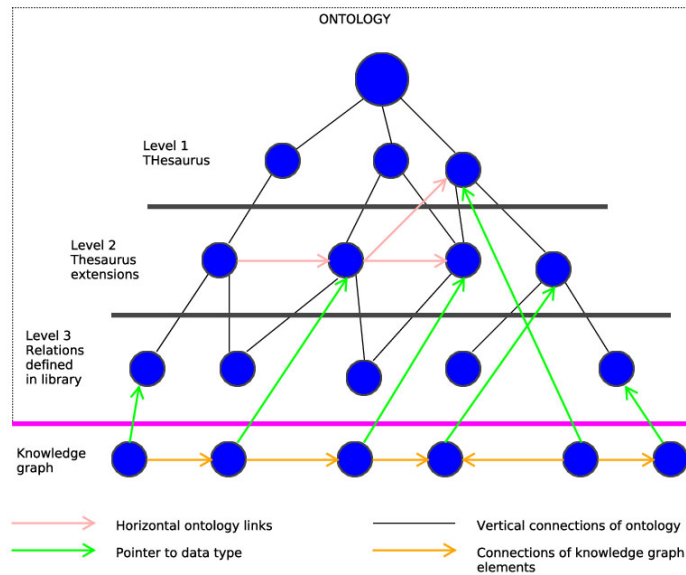 ONTOLOGY
Level 1
THesaurus
Level 2
Thesaurus
extensions
Level 3
Relations
defined
in library
Knowledge
graph
Horizontal ontology links
Vertical connections of ontology
Pointer to data type
Connections of knowledge graph
elements